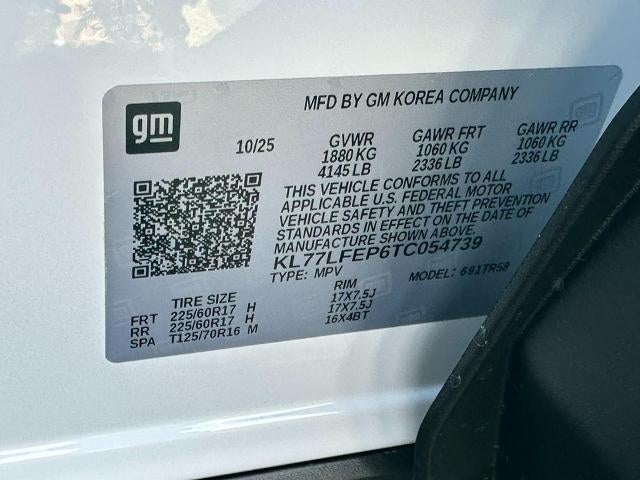 MFD BY GM KOREA COMPANY
gm
10/25 GVWR GAWR FRT GAWR RR
1880 KG 1060 KG 1060 KG
4145 LB 2336 LB 2336 LB
THIS VEHICLE CONFORMS TO ALL
APPLICABLE U.S. FEDERAL MOTOR
VEHICLE SAFETY AND THEFT PREVENTION
STANDARDS IN EFFECT ON THE DATE OF
MANUFACTURE SHOWN ABOVE.
KL77LFEP6TC054739
TYPE: MPV MODEL: 691TR58
TIRE SIZE RIM
FRT 225/60R17 H 17X7.5J
RR 225/60R17 H 17X7.5J
SPA T125/70R16 M 16X4BT